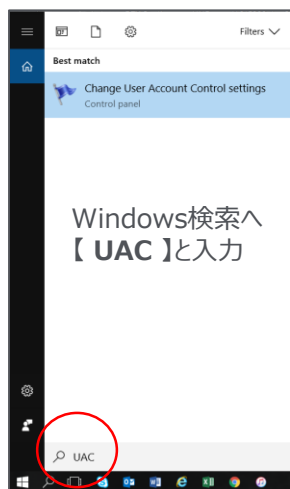 Filters
Best match
Change User Account Control settings
Control panel
Windows検索へ
【 UAC 】と入力
UAC